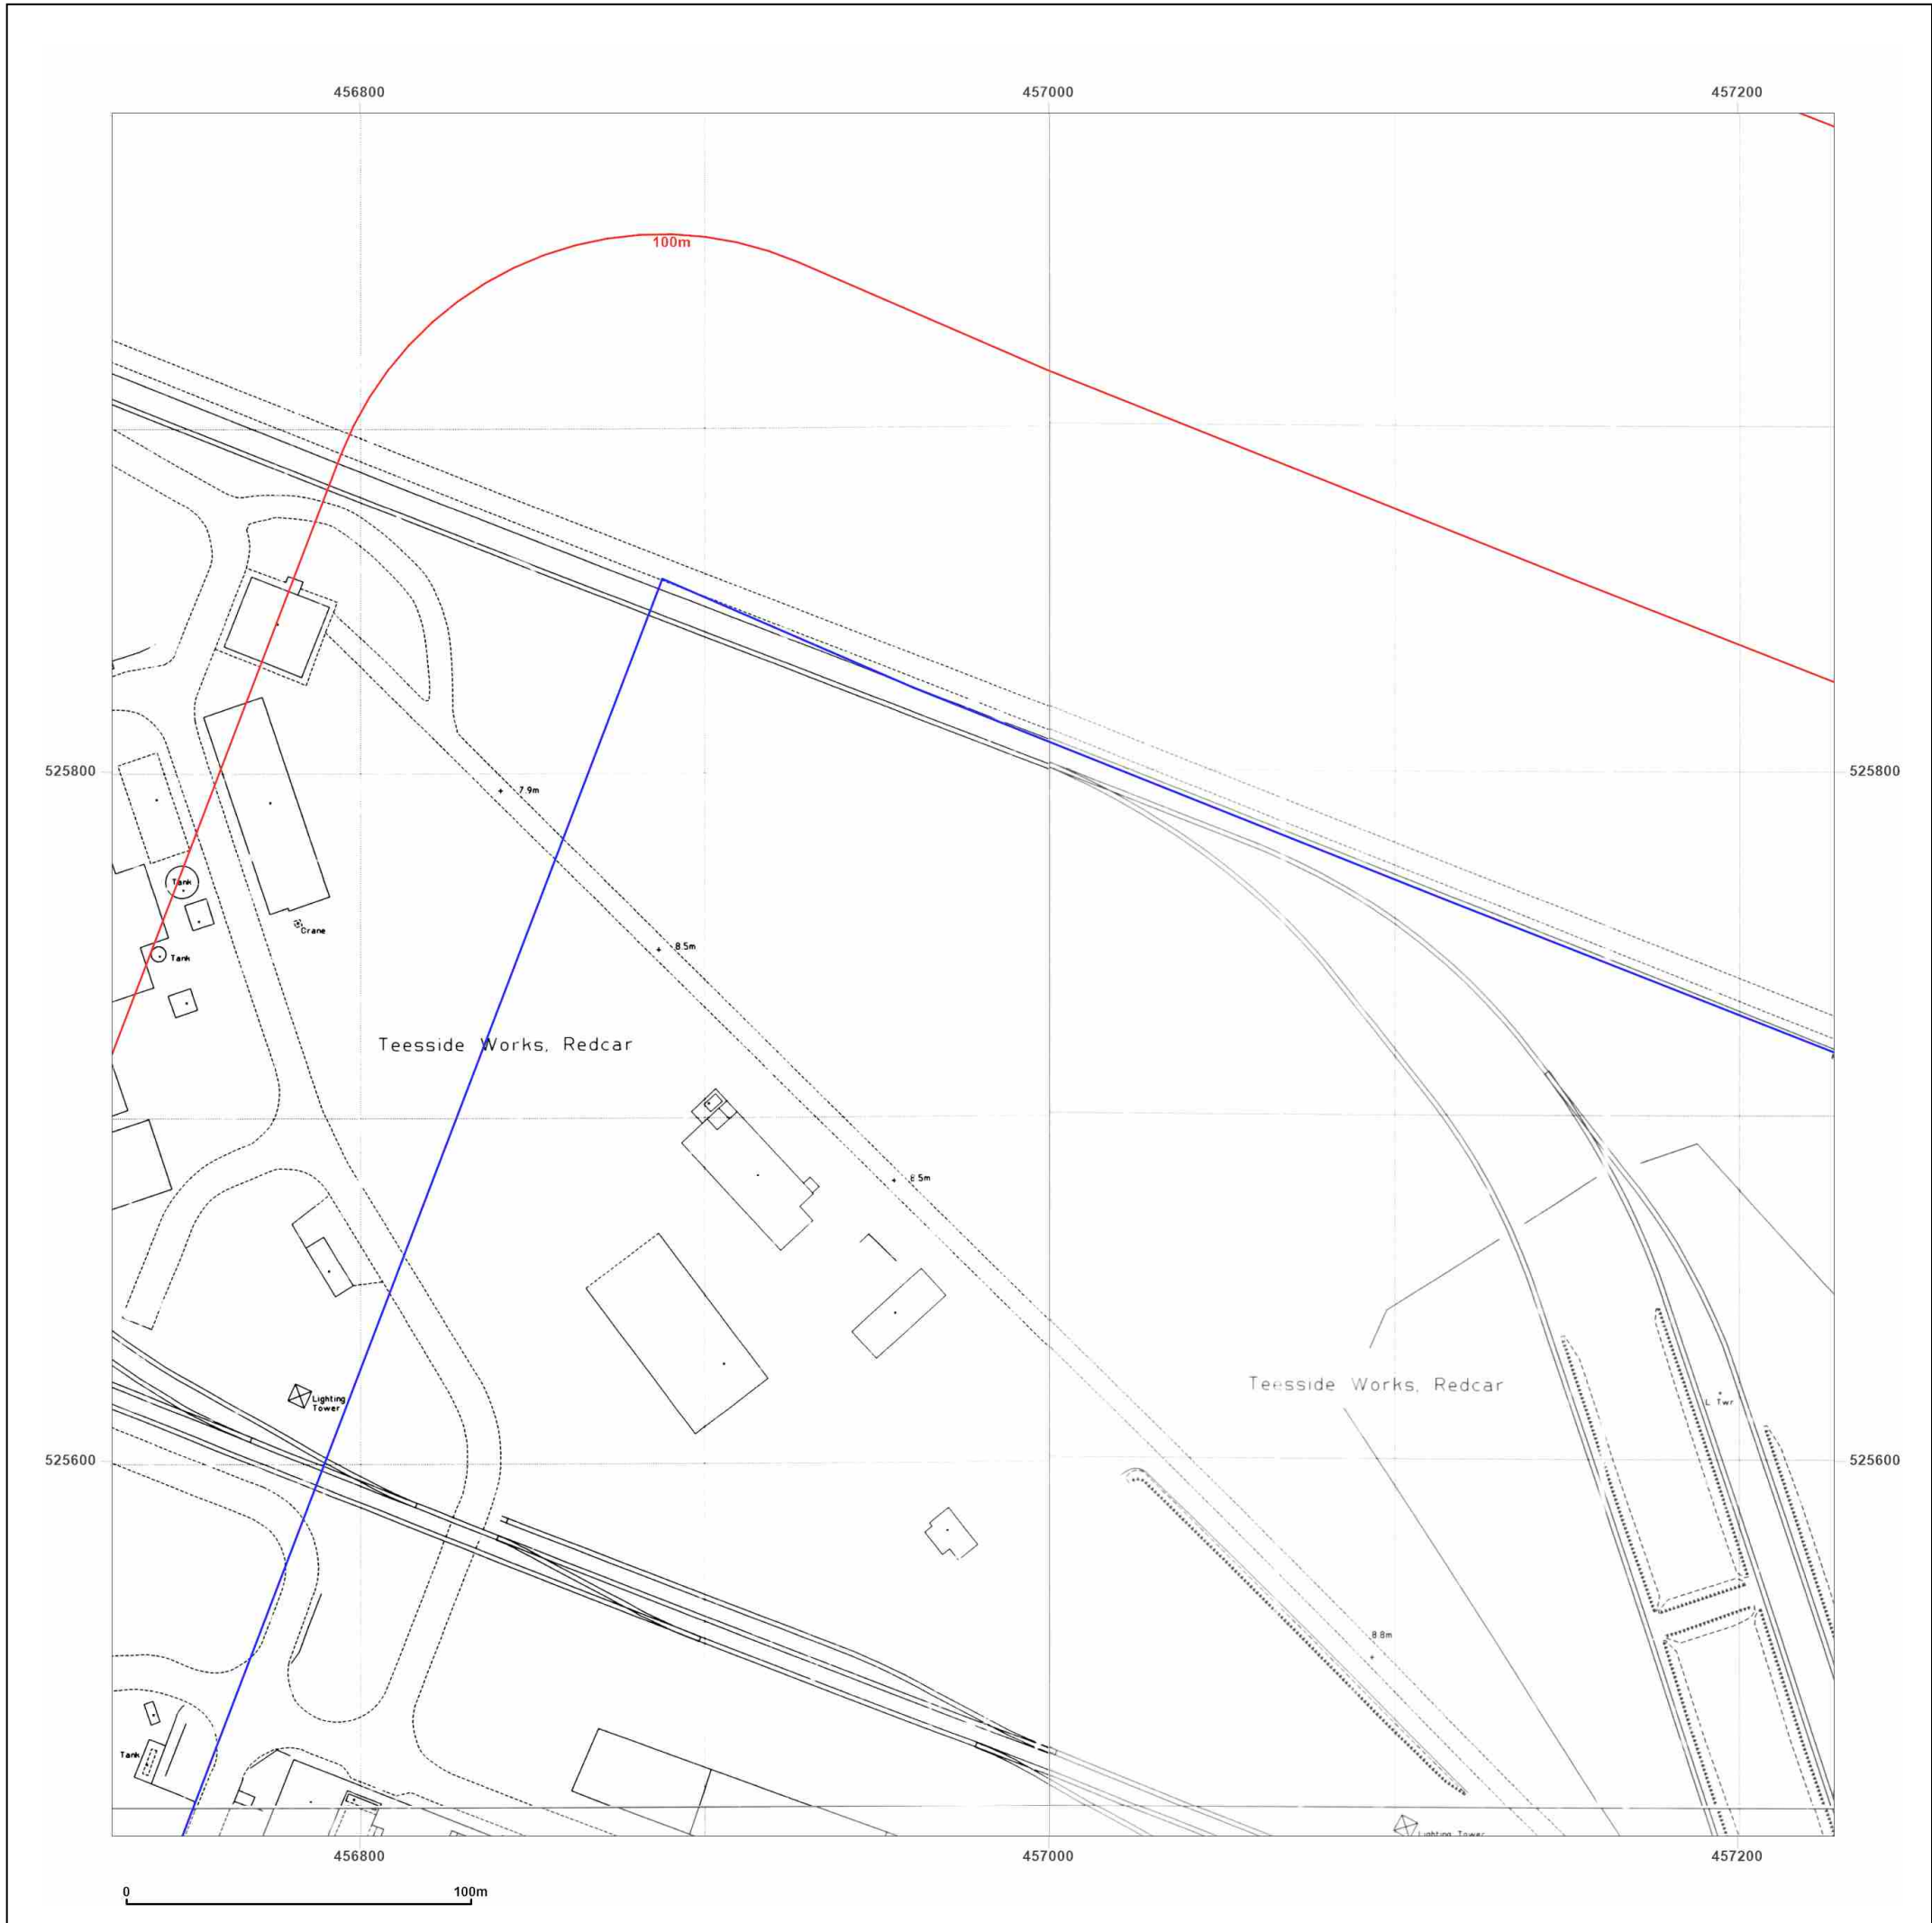 456800
457000
457200
100m
525800
525800
7.9m
Tank
Crane
8.5m
Tank
Teesside Works, Redcar
8.5m
Teesside Works, Redcar
Lighting
Tower
L Twr
525600
525600
8.8m
Tank
Lighting Tower
456800
457000
457200
0
100m